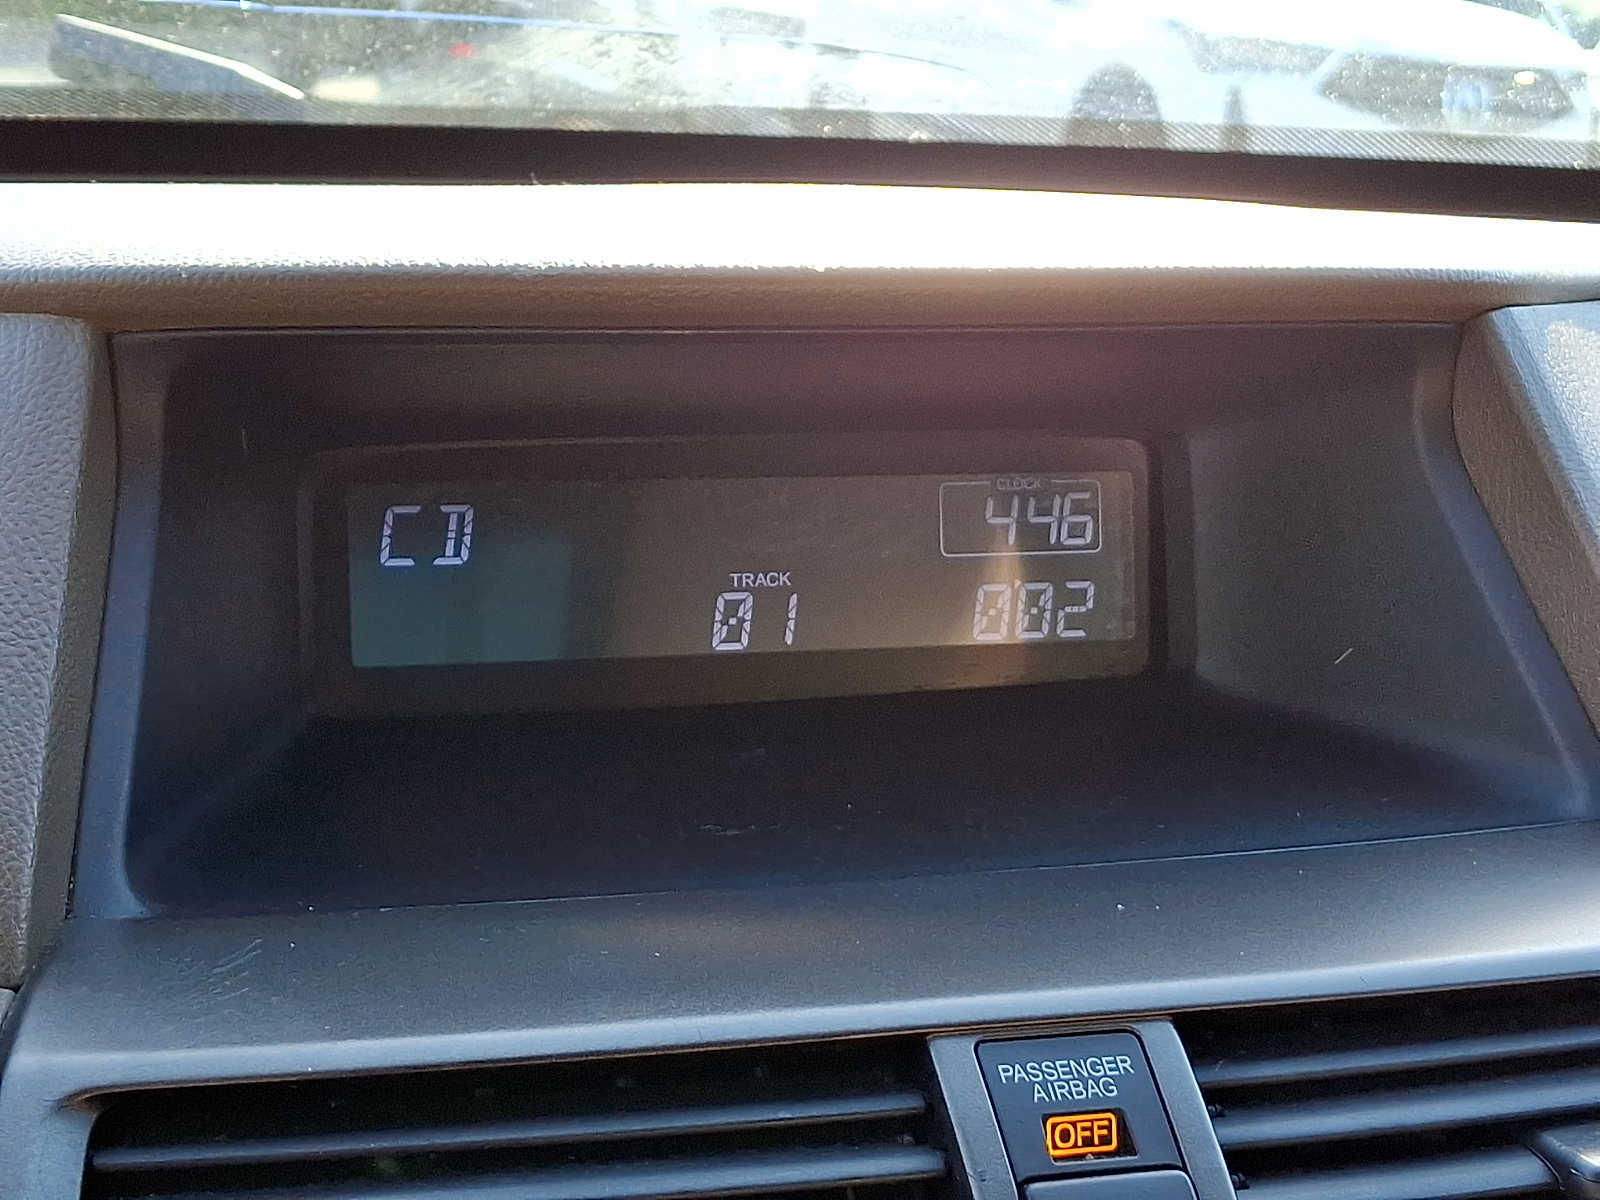 CLOCK
CD 446
TRACK
01 002
PASSENGER
AIRBAG
OFF